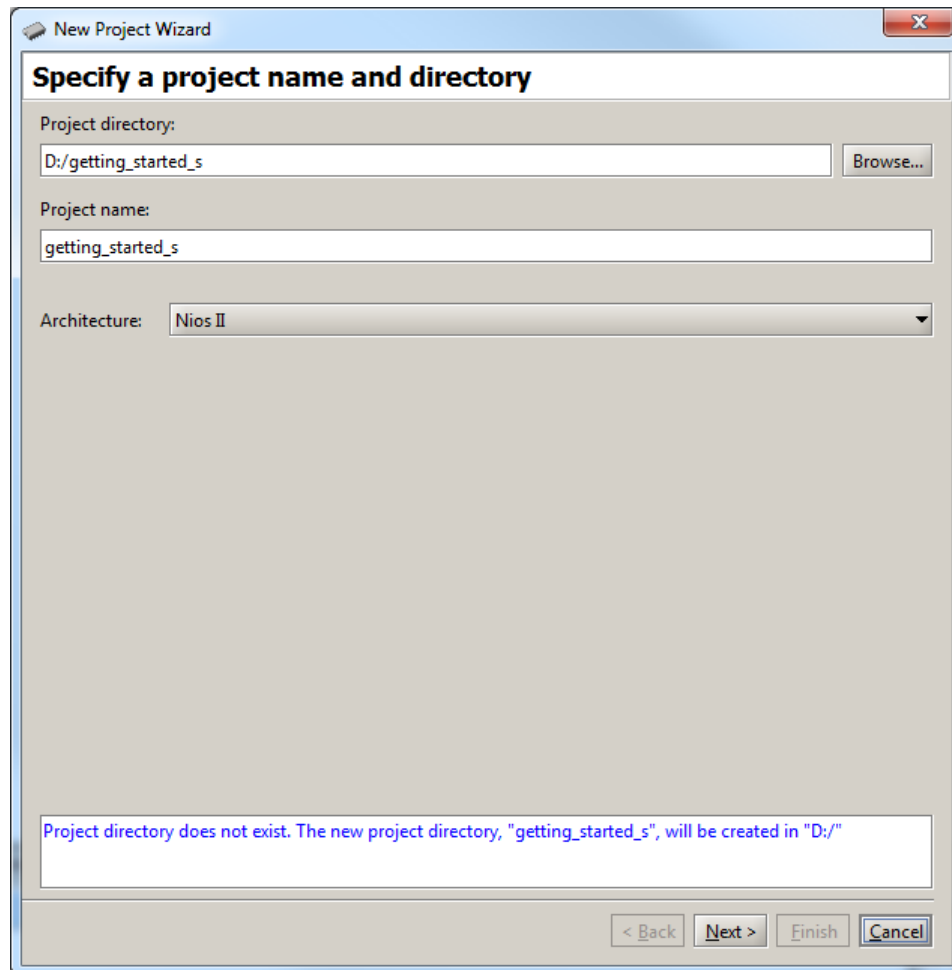 New Project Wizard
Specify a project name and directory
Project directory:
D:/getting_started_s
Browse...
Project name:
getting_started_s
Architecture:
Nios II
Project directory does not exist. The new project directory, "getting_started_s", will be created in "D:/"
< Back
Next >
Finish
Cancel